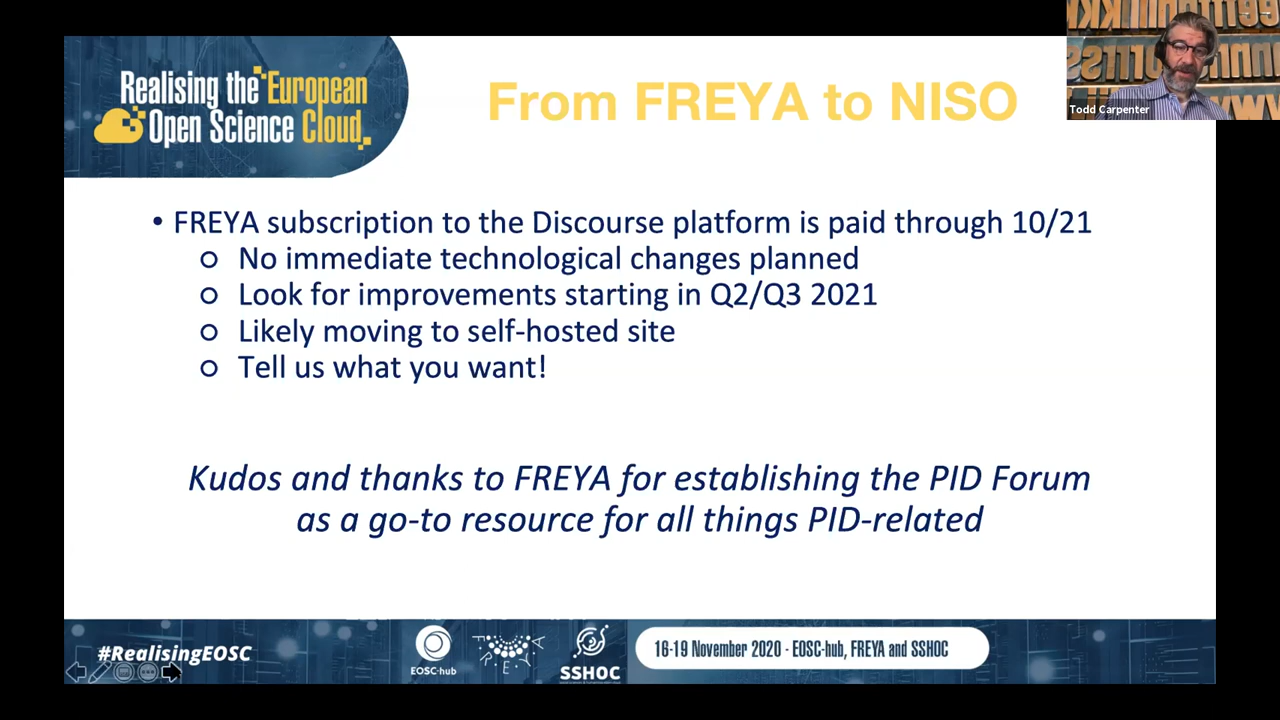 Realising the European
Open Science Cloud
From FREYA to NISO
Todd Carpenter
• FREYA subscription to the Discourse platform is paid through 10/21
○ No immediate technological changes planned
○ Look for improvements starting in Q2/Q3 2021
○ Likely moving to self-hosted site
○ Tell us what you want!
Kudos and thanks to FREYA for establishing the PID Forum
as a go-to resource for all things PID-related
#RealisingEOSC
EOSC-hub
FREYA
SSHOC
16-19 November 2020 - EOSC-hub, FREYA and SSHOC